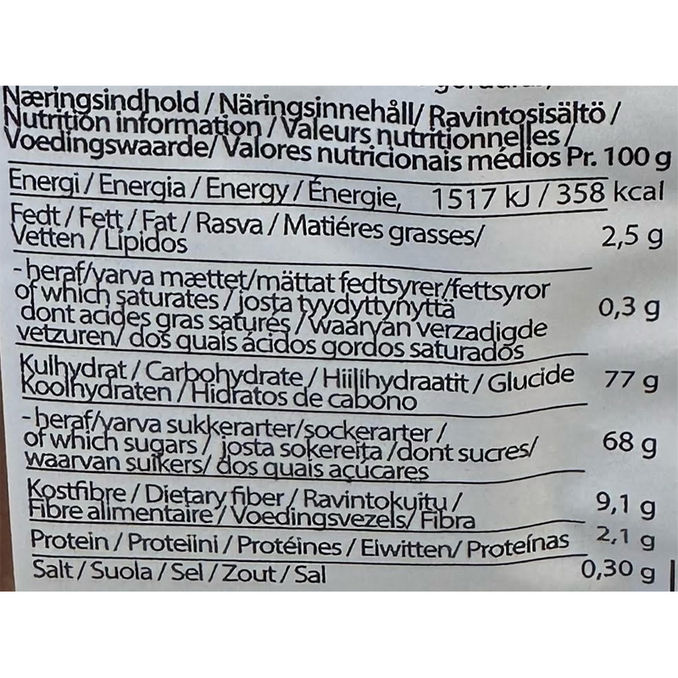 Næringsindhold / Näringsinnehåll/ Ravintosisältö /
Nutrition information / Valeurs nutritionnelles /
Voedingswaarde/ Valores nutricionais médios Pr. 100 g
Energi / Energia / Energy / Énergie, 1517 kJ / 358 kcal
Fedt / Fett / Fat / Rasva / Matiéres grasses/
Vetten / Lípidos 2,5 g
- heraf/varva mættet/mättat fedtsyrer/fettsyror
of which saturates / josta tyydyttynyttä 0,3 g
dont acides gras saturés / Waarvan verzadigde
vetzuren/ dos quais ácidos gordos saturados
Kulhydrat / Carbohydrate / Hiilihydraatit / Glucide 77 g
Koolhydraten / Hidratos de cabono
- heraf/varva sukkerarter/sockerarter /
of which sugars / josta sokereita /dont sucres/ 68 g
waarvan suikers/ dos quais açúcares
Kostfibre / Dietary fiber / Ravintokuitu / 9,1 g
Fibre alimentaire / Voedingsvezels/ Fibra
Protein / Proteiini / Protéines / Eiwitten/ Proteínas 2,1 g
Salt / Suola / Sel / Zout / Sal 0,30 g